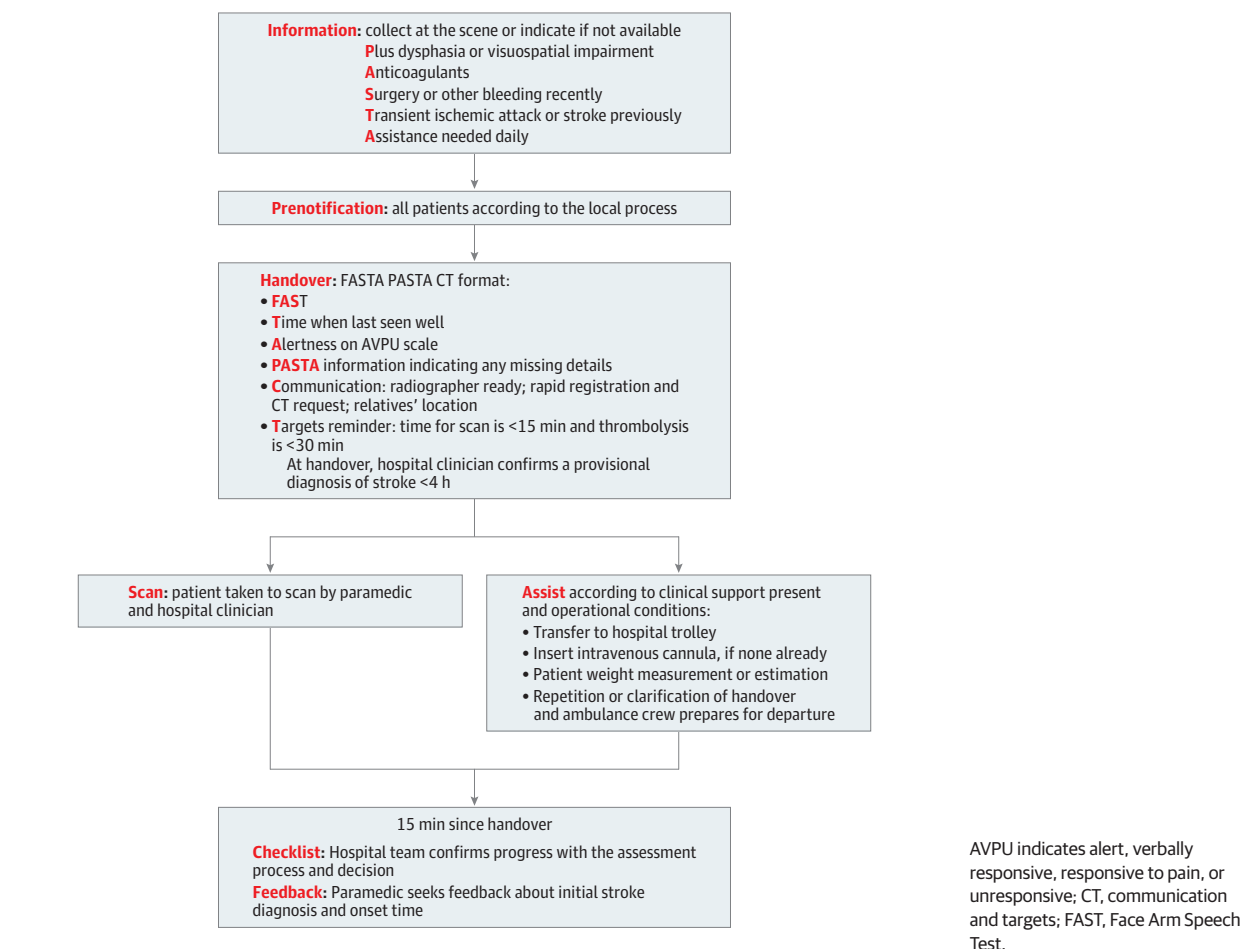 Information: collect at the scene or indicate if not available
Plus dysphasia or visuospatial impairment
Anticoagulants
Surgery or other bleeding recently
Transient ischemic attack or stroke previously
Assistance needed daily
Prenotification: all patients according to the local process
Handover: FASTA PASTA CT format:
• FAST
• Time when last seen well
• Alertness on AVPU scale
• PASTA information indicating any missing details
• Communication: radiographer ready; rapid registration and
CT request; relatives' location
• Targets reminder: time for scan is <15 min and thrombolysis
is <30 min
At handover, hospital clinician confirms a provisional
diagnosis of stroke <4 h
Scan: patient taken to scan by paramedic
and hospital clinician
Assist according to clinical support present
and operational conditions:
• Transfer to hospital trolley
• Insert intravenous cannula, if none already
• Patient weight measurement or estimation
• Repetition or clarification of handover
and ambulance crew prepares for departure
15 min since handover
Checklist: Hospital team confirms progress with the assessment
process and decision
Feedback: Paramedic seeks feedback about initial stroke
diagnosis and onset time
AVPU indicates alert, verbally
responsive, responsive to pain, or
unresponsive; CT, communication
and targets; FAST, Face Arm Speech
Test.